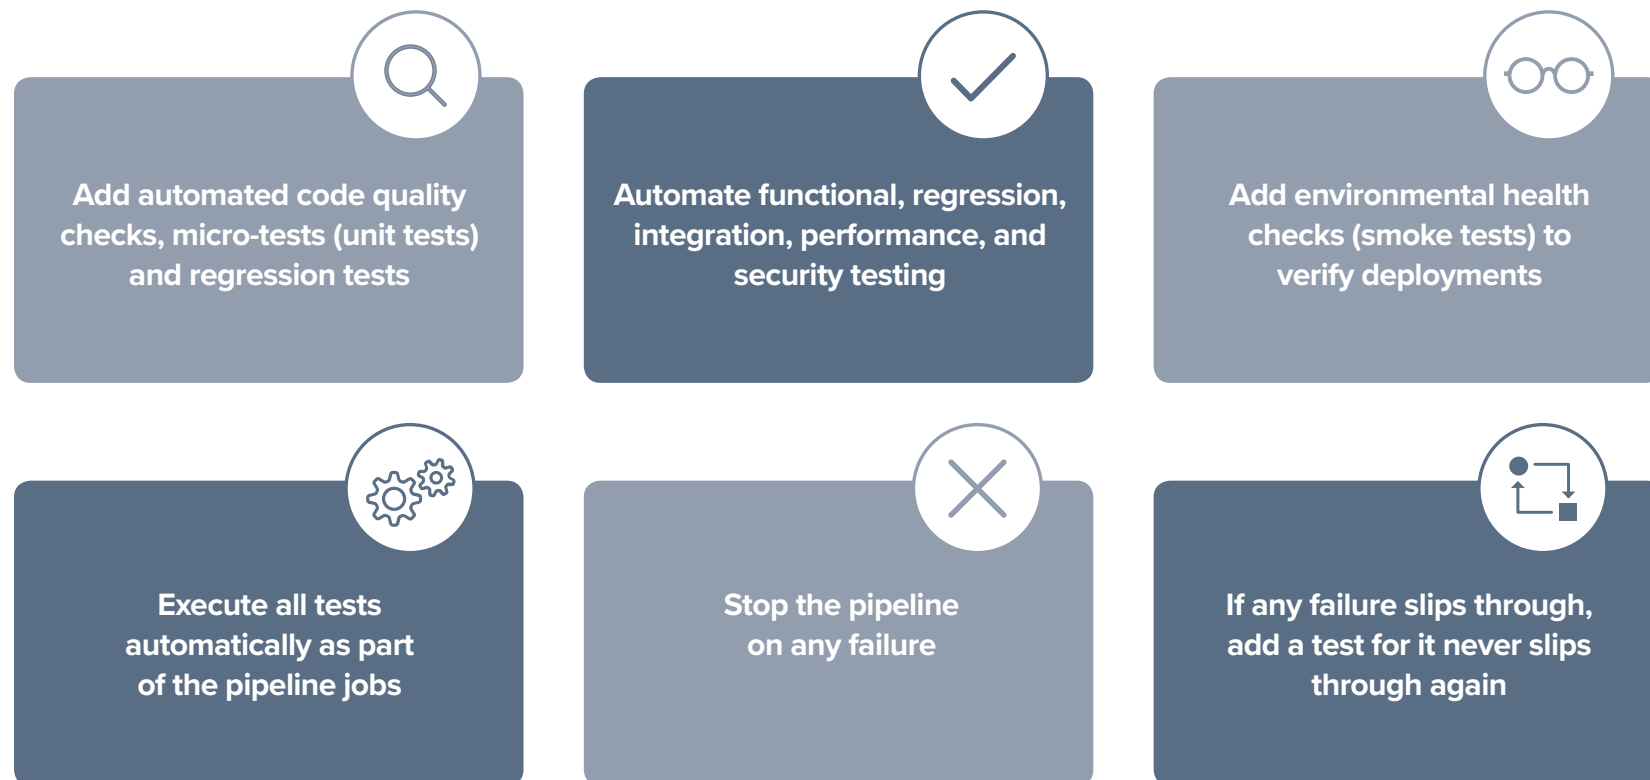 Add automated code quality
checks, micro-tests (unit tests)
and regression tests
Automate functional, regression,
integration, performance, and
security testing
Add environmental health
checks (smoke tests) to
verify deployments
Execute all tests
automatically as part
of the pipeline jobs
Stop the pipeline
on any failure
If any failure slips through,
add a test for it never slips
through again